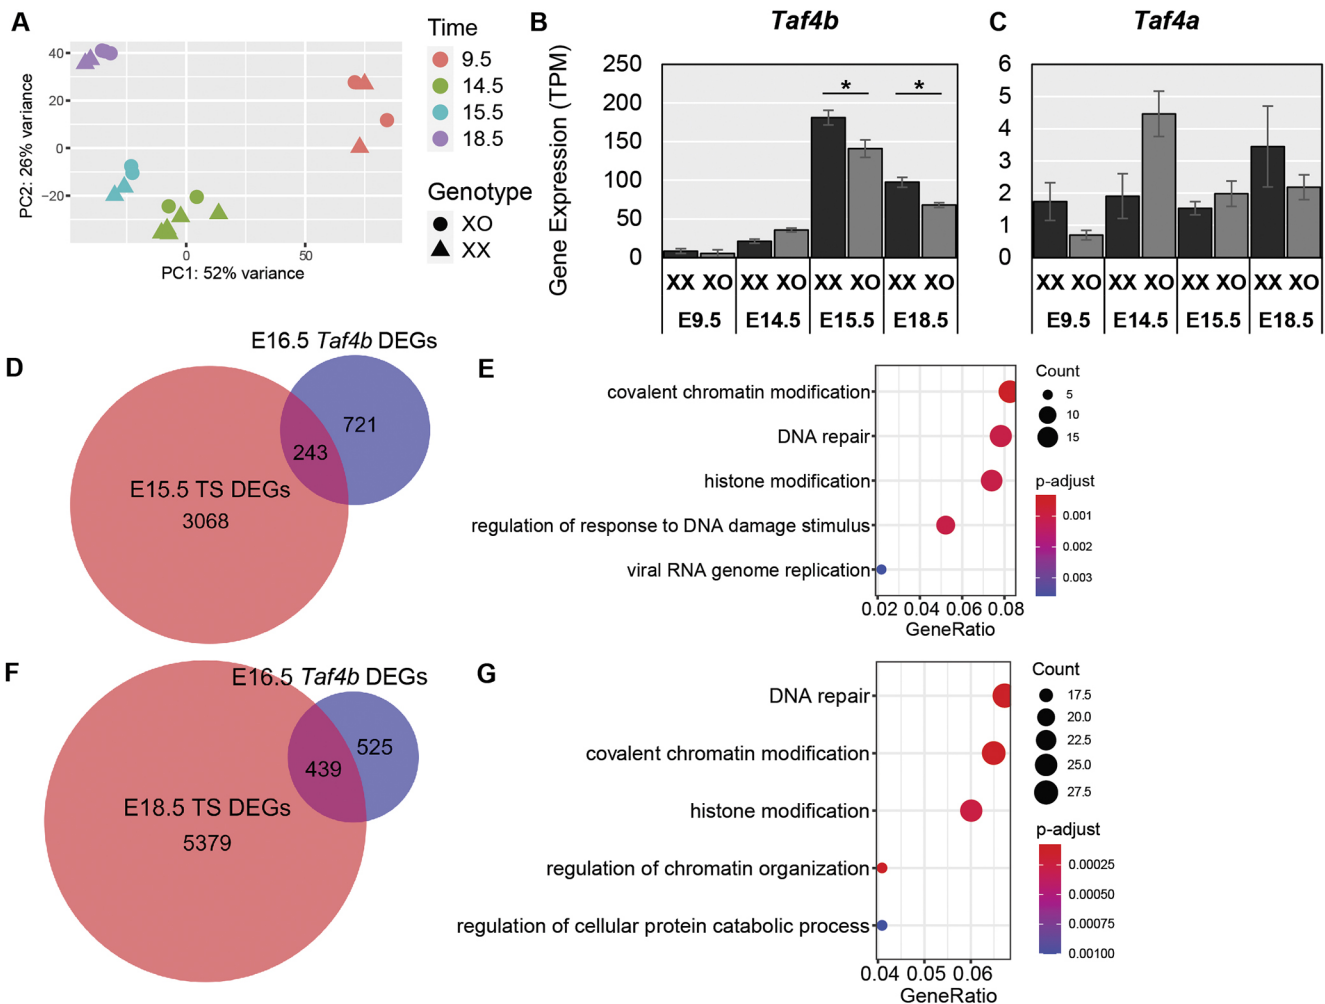 A
40
20
0
−20
PC2: 26% variance
0
50
PC1: 52% variance
Time
9.5
14.5
15.5
18.5
Genotype
XO
XX
B
Taf4b
Gene Expression (TPM)
250
200
150
100
50
0
*
*
XX XO XX XO XX XO XX XO
E9.5 E14.5 E15.5 E18.5
C
Taf4a
6
5
4
3
2
1
0
XX XO XX XO XX XO XX XO
E9.5 E14.5 E15.5 E18.5
D
E16.5 Taf4b DEGs
721
243
E15.5 TS DEGs
3068
E
covalent chromatin modification
DNA repair
histone modification
regulation of response to DNA damage stimulus
viral RNA genome replication
0.02 0.04 0.06 0.08
GeneRatio
Count
5
10
15
p-adjust
0.001
0.002
0.003
F
E16.5 Taf4b DEGs
525
439
E18.5 TS DEGs
5379
G
DNA repair
covalent chromatin modification
histone modification
regulation of chromatin organization
regulation of cellular protein catabolic process
0.04 0.05 0.06
GeneRatio
Count
17.5
20.0
22.5
25.0
27.5
p-adjust
0.00025
0.00050
0.00075
0.00100